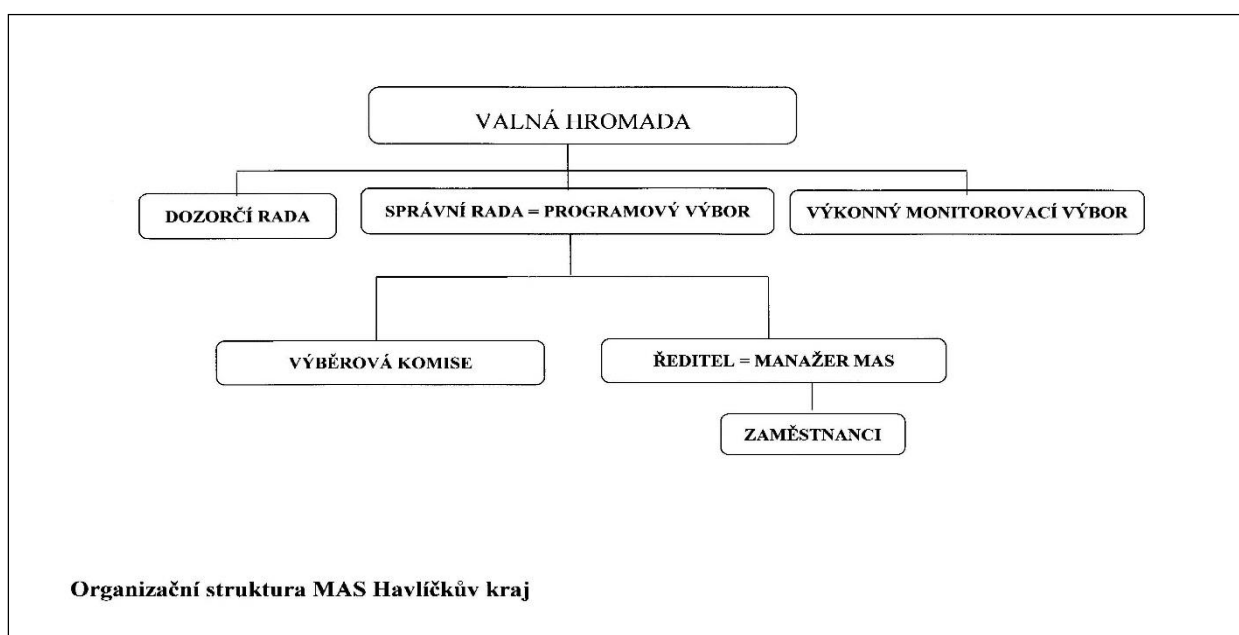 VALNÁ HROMADA
DOZORČÍ RADA
SPRÁVNÍ RADA = PROGRAMOVÝ VÝBOR
VÝKONNÝ MONITOROVACÍ VÝBOR
VÝBĚROVÁ KOMISE
ŘEDITEL = MANAŽER MAS
ZAMĚSTNANCI
Organizační struktura MAS Havlíčkův kraj